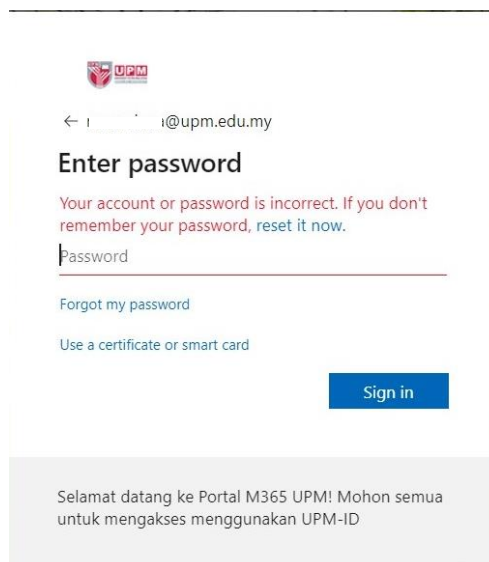 UPM
@upm.edu.my
Enter password
Your account or password is incorrect. If you don't
remember your password, reset it now.
Password
Forgot my password
Use a certificate or smart card
Sign in
Selamat datang ke Portal M365 UPM! Mohon semua
untuk mengakses menggunakan UPM-ID